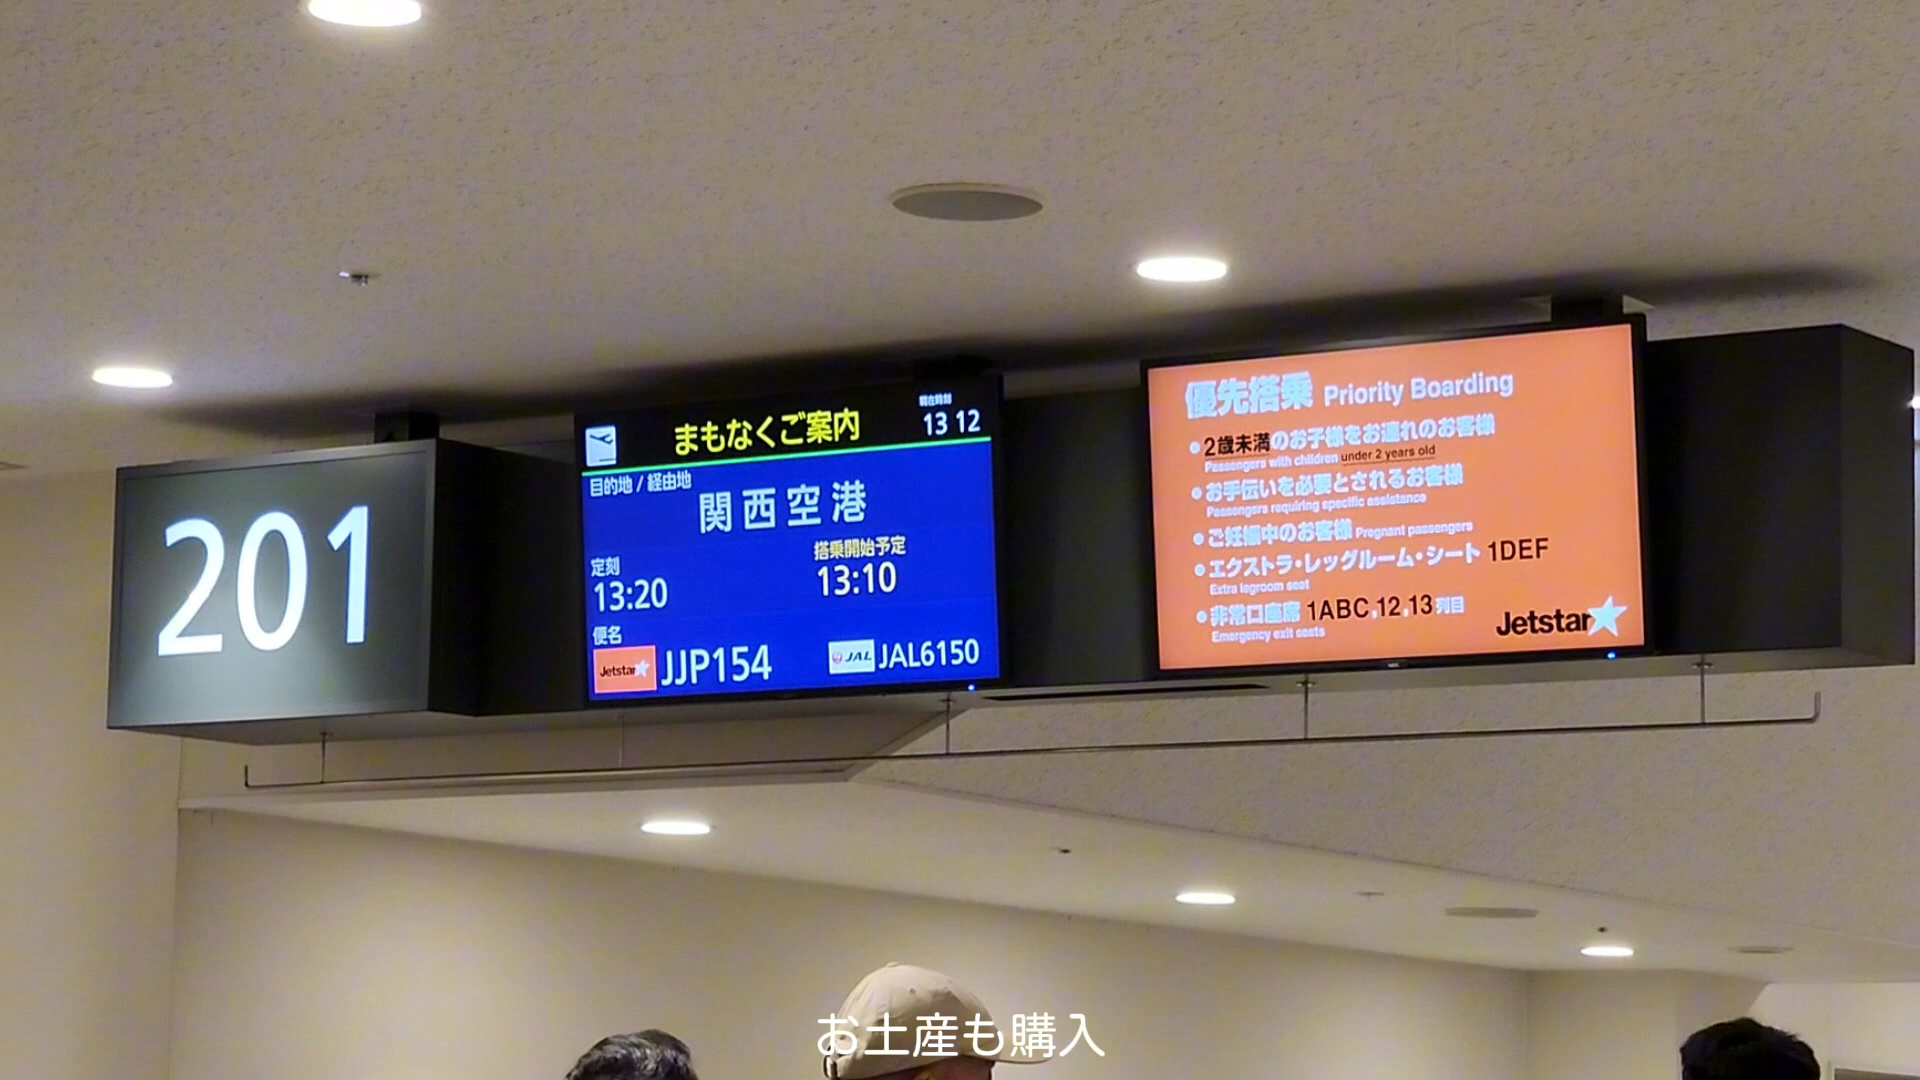 201
まもなくご案内
現在時刻
13 12
目的地 / 経由地
関西空港
定刻
13:20
搭乗開始予定
13:10
便名
Jetstar JJP154
JAL JAL6150
優先搭乗 Priority Boarding
•2歳未満のお子様をお連れのお客様
Passengers with children under 2 years old
•お手伝いを必要とされるお客様
Passengers requiring specific assistance
•ご妊娠中のお客様 Pregnant passengers
•エクストラ・レッグルーム・シート 1DEF
Extra legroom seat
•非常口座席 1ABC,12,13列目
Emergency exit seats
Jetstar
お土産も購入